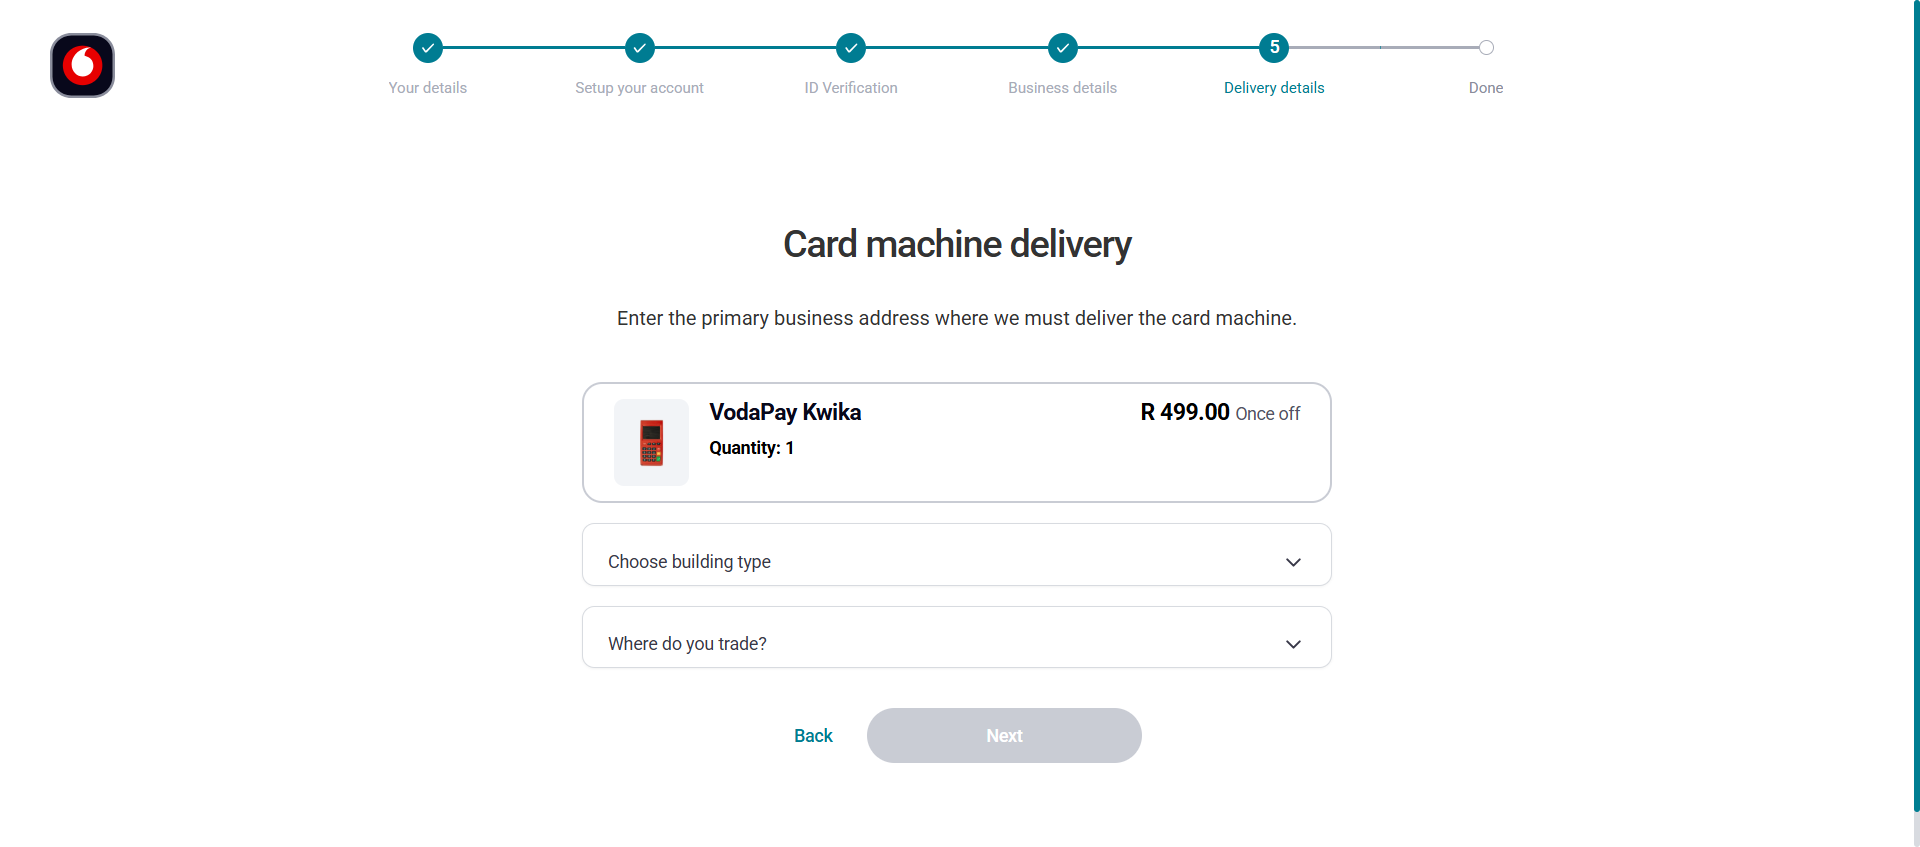 5
Your details
Setup your account
ID Verification
Business details
Delivery details
Done
Card machine delivery
Enter the primary business address where we must deliver the card machine.
VodaPay Kwika
R 499.00 Once off
Quantity: 1
Choose building type
Where do you trade?
Back
Next